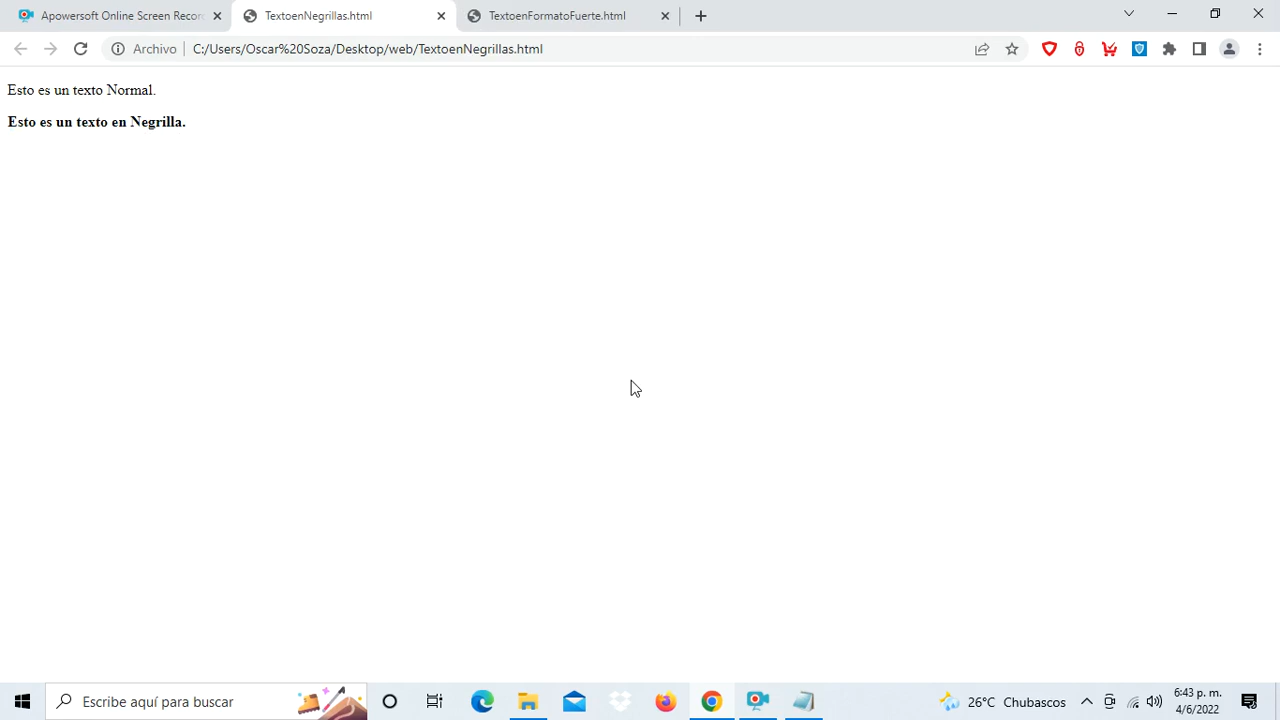 Apowersoft Online Screen Recor
TextoenNegrillas.html
TextoenFormatoFuerte.html
Archivo
C:/Users/Oscar%20Soza/Desktop/web/TextoenNegrillas.html
Esto es un texto Normal.
Esto es un texto en Negrilla.
Escribe aquí para buscar
26°C Chubascos
6:43 p. m.
4/6/2022